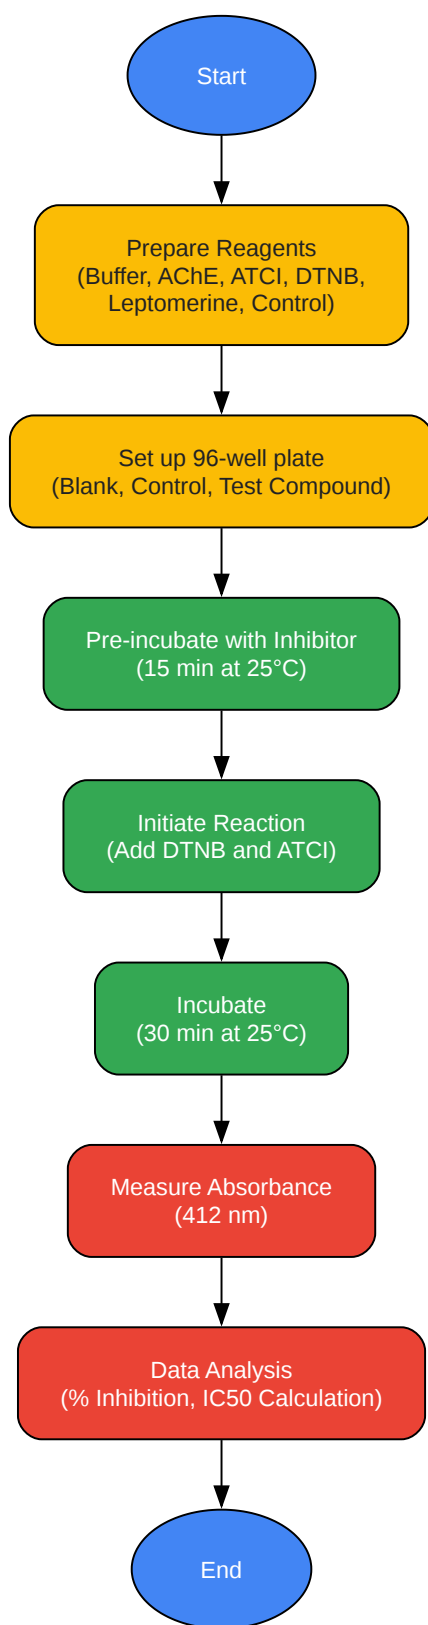 Start
Prepare Reagents
(Buffer, AChE, ATCI, DTNB,
Leptomerine, Control)
Set up 96-well plate
(Blank, Control, Test Compound)
Pre-incubate with Inhibitor
(15 min at 25°C)
Initiate Reaction
(Add DTNB and ATCI)
Incubate
(30 min at 25°C)
Measure Absorbance
(412 nm)
Data Analysis
(% Inhibition, IC50 Calculation)
End